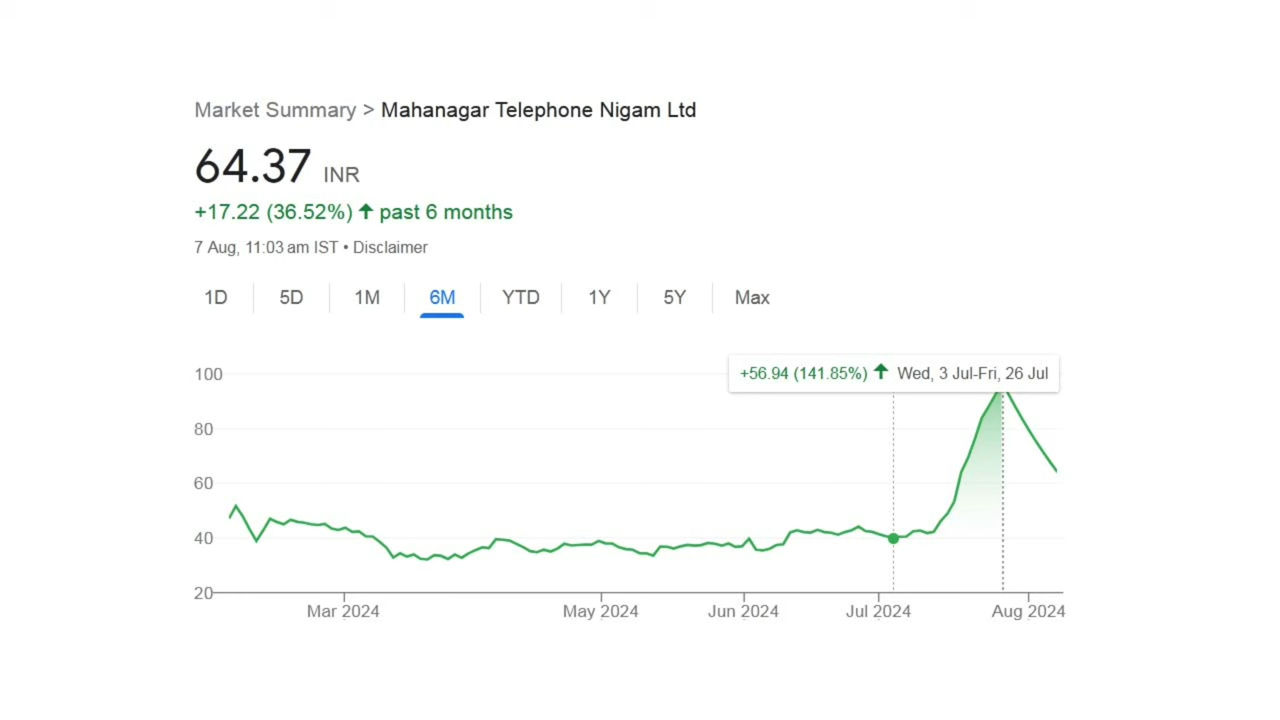 Market Summary > Mahanagar Telephone Nigam Ltd
64.37 INR
+17.22 (36.52%) ↑ past 6 months
7 Aug, 11:03 am IST • Disclaimer
1D 5D 1M 6M YTD 1Y 5Y Max
+56.94 (141.85%) ↑ Wed, 3 Jul-Fri, 26 Jul
100
80
60
40
20
Mar 2024 May 2024 Jun 2024 Jul 2024 Aug 2024